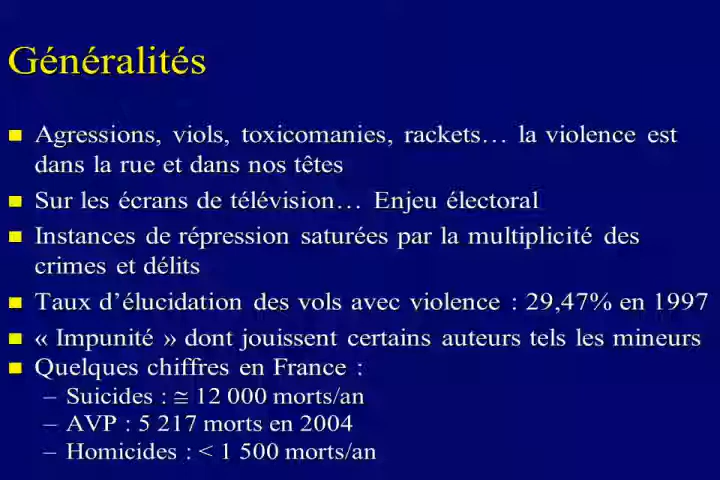 Généralités
Agressions, viols, toxicomanies, rackets… la violence est
dans la rue et dans nos têtes
Sur les écrans de télévision… Enjeu électoral
Instances de répression saturées par la multiplicité des
crimes et délits
Taux d’élucidation des vols avec violence : 29,47% en 1997
« Impunité » dont jouissent certains auteurs tels les mineurs
Quelques chiffres en France :
– Suicides : ≅ 12 000 morts/an
– AVP : 5 217 morts en 2004
– Homicides : < 1 500 morts/an